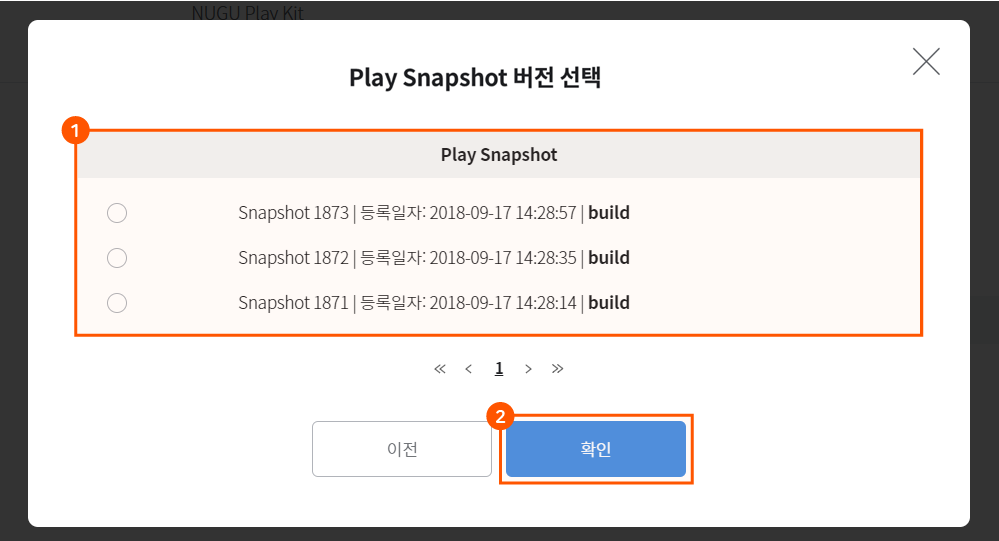 NUGU Play Kit
Play Snapshot 버전 선택
1
Play Snapshot
Snapshot 1873 | 등록일자: 2018-09-17 14:28:57 | build
Snapshot 1872 | 등록일자: 2018-09-17 14:28:35 | build
Snapshot 1871 | 등록일자: 2018-09-17 14:28:14 | build
« < 1 > »
2
이전 확인